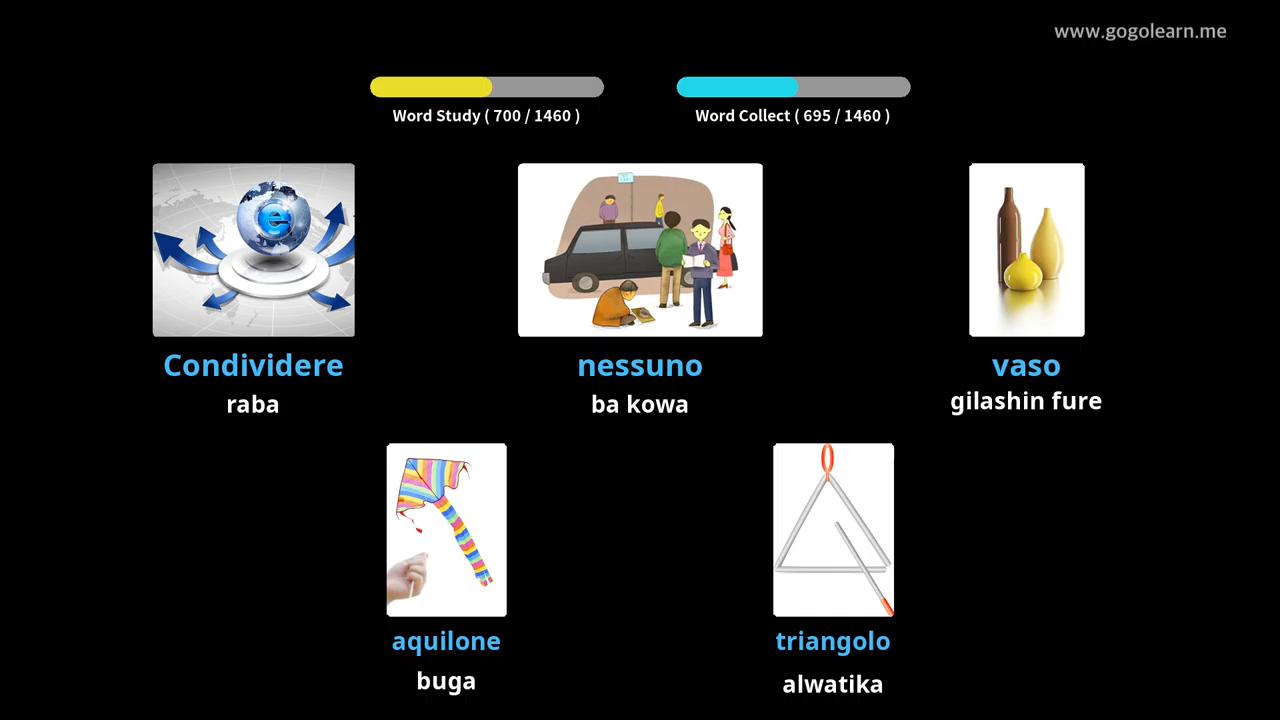 www.gogolearn.me
Word Study ( 700 / 1460 )
Word Collect ( 695 / 1460 )
e
Condividere
raba
nessuno
ba kowa
vaso
gilashin fure
aquilone
buga
triangolo
alwatika